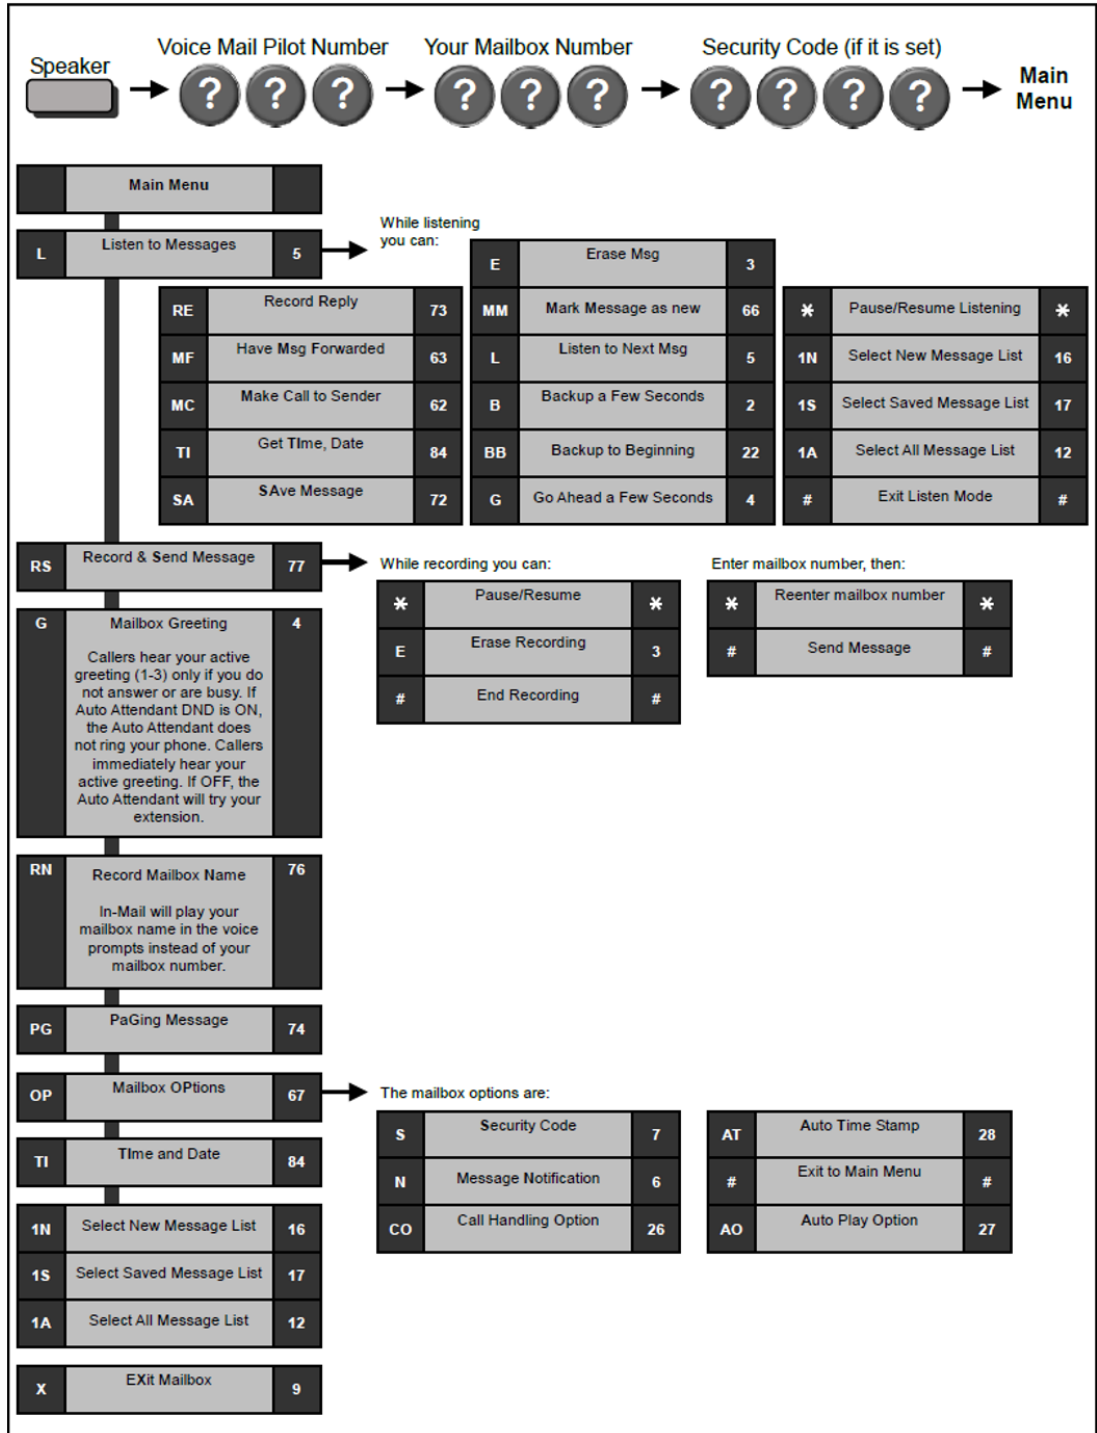 Voice Mail Pilot Number Your Mailbox Number Security Code (if it is set)
Speaker
? ? ? ? ? ? ? ? ? ?
Main
Menu
Main Menu
L Listen to Messages 5
While listening
you can:
E Erase Msg 3
RE Record Reply 73
MF Have Msg Forwarded 63
MC Make Call to Sender 62
TI Get TIme, Date 84
SA SAve Message 72
MM Mark Message as new 66
L Listen to Next Msg 5
B Backup a Few Seconds 2
BB Backup to Beginning 22
G Go Ahead a Few Seconds 4
* Pause/Resume Listening *
1N Select New Message List 16
1S Select Saved Message List 17
1A Select All Message List 12
# Exit Listen Mode #
RS Record & Send Message 77
While recording you can:
* Pause/Resume *
E Erase Recording 3
# End Recording #
Enter mailbox number, then:
* Reenter mailbox number *
# Send Message #
G Mailbox Greeting 4
Callers hear your active
greeting (1-3) only if you do
not answer or are busy. If
Auto Attendant DND is ON,
the Auto Attendant does
not ring your phone. Callers
immediately hear your
active greeting. If OFF, the
Auto Attendant will try your
extension.
RN Record Mailbox Name 76
In-Mail will play your
mailbox name in the voice
prompts instead of your
mailbox number.
PG PaGing Message 74
OP Mailbox OPtions 67
The mailbox options are:
S Security Code 7
N Message Notification 6
CO Call Handling Option 26
AT Auto Time Stamp 28
# Exit to Main Menu #
AO Auto Play Option 27
TI TIme and Date 84
1N Select New Message List 16
1S Select Saved Message List 17
1A Select All Message List 12
X EXit Mailbox 9